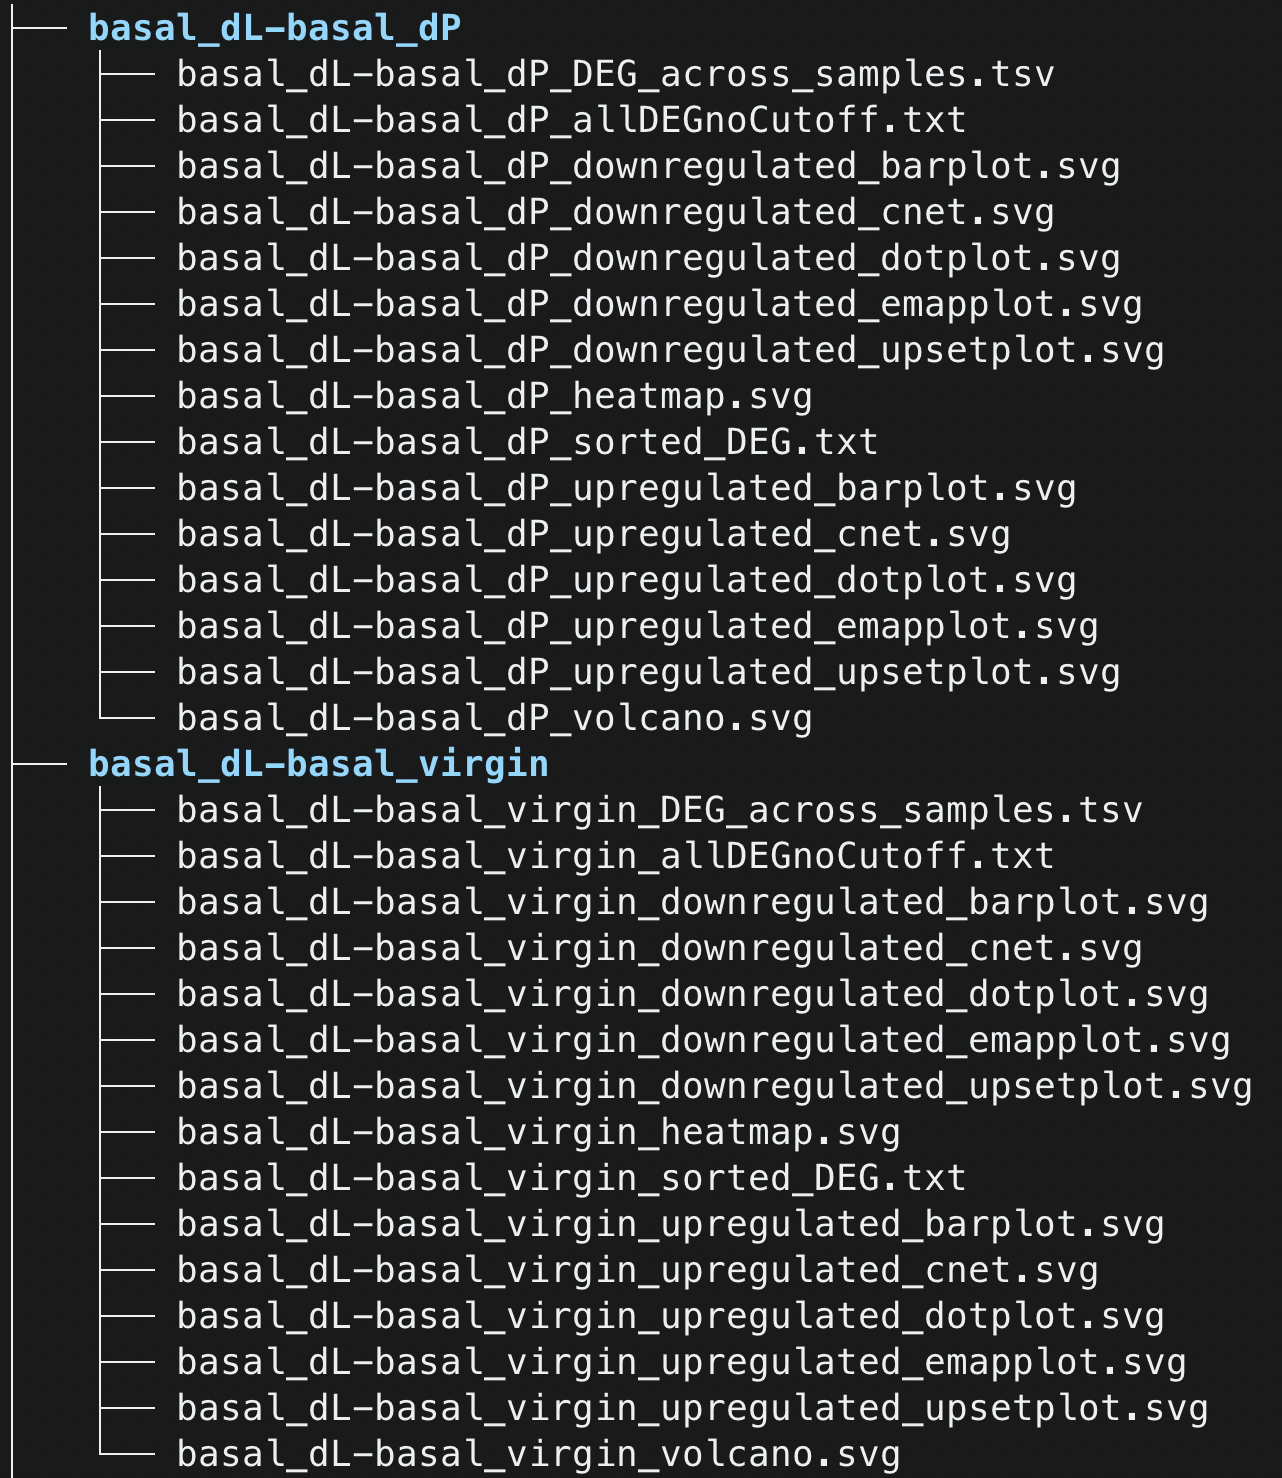 basal_dL-basal_dP
basal_dL-basal_dP_DEG_across_samples.tsv
basal_dL-basal_dP_allDEGnoCutoff.txt
basal_dL-basal_dP_downregulated_barplot.svg
basal_dL-basal_dP_downregulated_cnet.svg
basal_dL-basal_dP_downregulated_dotplot.svg
basal_dL-basal_dP_downregulated_emapplot.svg
basal_dL-basal_dP_downregulated_upsetplot.svg
basal_dL-basal_dP_heatmap.svg
basal_dL-basal_dP_sorted_DEG.txt
basal_dL-basal_dP_upregulated_barplot.svg
basal_dL-basal_dP_upregulated_cnet.svg
basal_dL-basal_dP_upregulated_dotplot.svg
basal_dL-basal_dP_upregulated_emapplot.svg
basal_dL-basal_dP_upregulated_upsetplot.svg
basal_dL-basal_dP_volcano.svg
basal_dL-basal_virgin
basal_dL-basal_virgin_DEG_across_samples.tsv
basal_dL-basal_virgin_allDEGnoCutoff.txt
basal_dL-basal_virgin_downregulated_barplot.svg
basal_dL-basal_virgin_downregulated_cnet.svg
basal_dL-basal_virgin_downregulated_dotplot.svg
basal_dL-basal_virgin_downregulated_emapplot.svg
basal_dL-basal_virgin_downregulated_upsetplot.svg
basal_dL-basal_virgin_heatmap.svg
basal_dL-basal_virgin_sorted_DEG.txt
basal_dL-basal_virgin_upregulated_barplot.svg
basal_dL-basal_virgin_upregulated_cnet.svg
basal_dL-basal_virgin_upregulated_dotplot.svg
basal_dL-basal_virgin_upregulated_emapplot.svg
basal_dL-basal_virgin_upregulated_upsetplot.svg
basal_dL-basal_virgin_volcano.svg